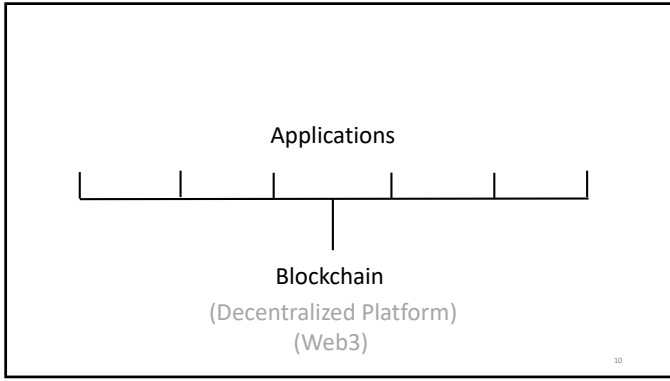 Applications
Blockchain
(Decentralized Platform)
(Web3)
10